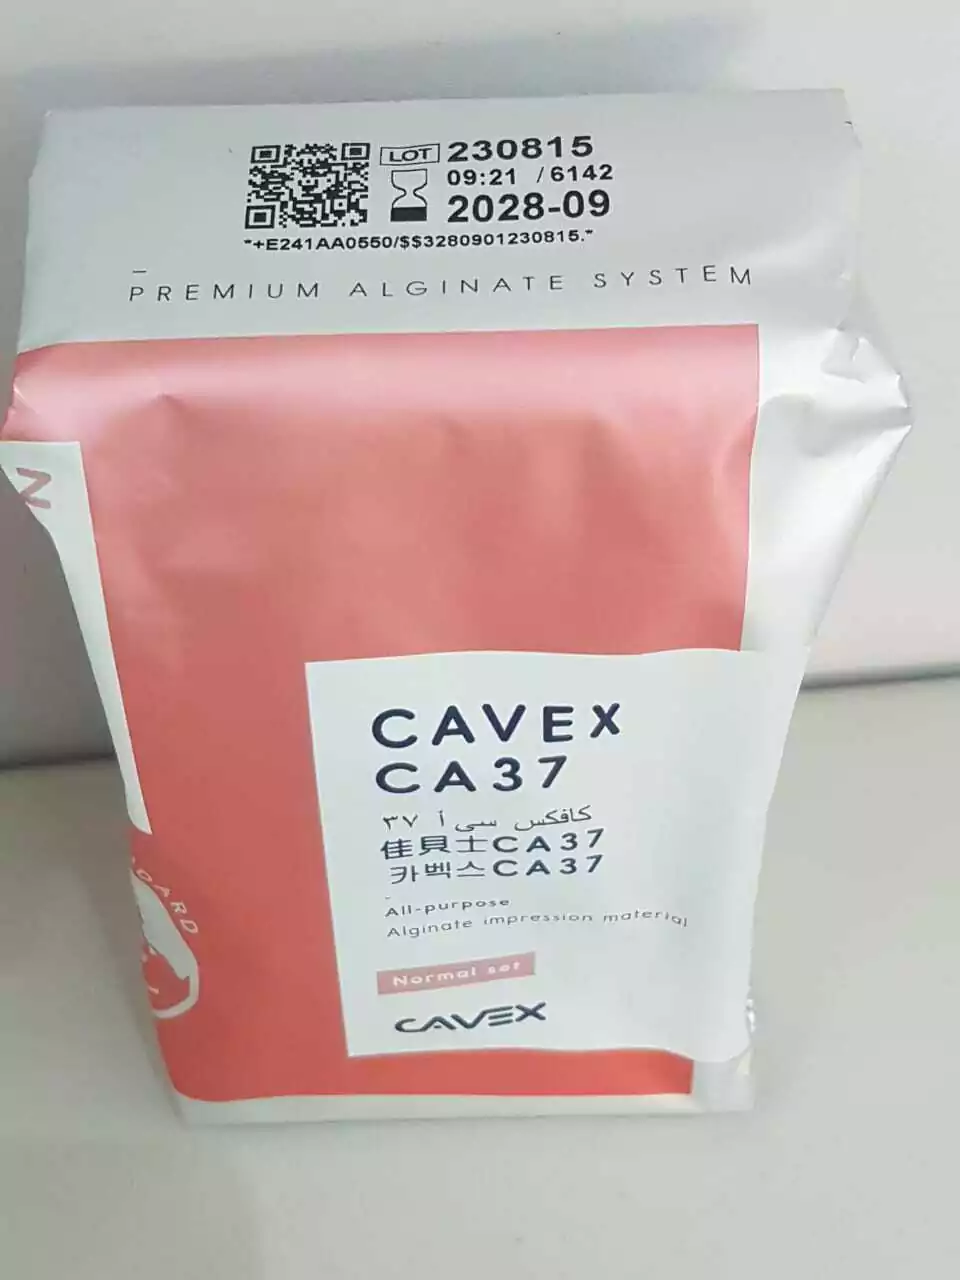 LOT 230815
09:21 /6142
2028-09
"+E241AA0550/$$3280901230815."
PREMIUM ALGINATE SYSTEM
N
CAVEX
CA37
كافكس سي أ ٣٧
佳貝士CA37
카벡스CA37
All-purpose
Alginate impression material
Normal set
CAVEX